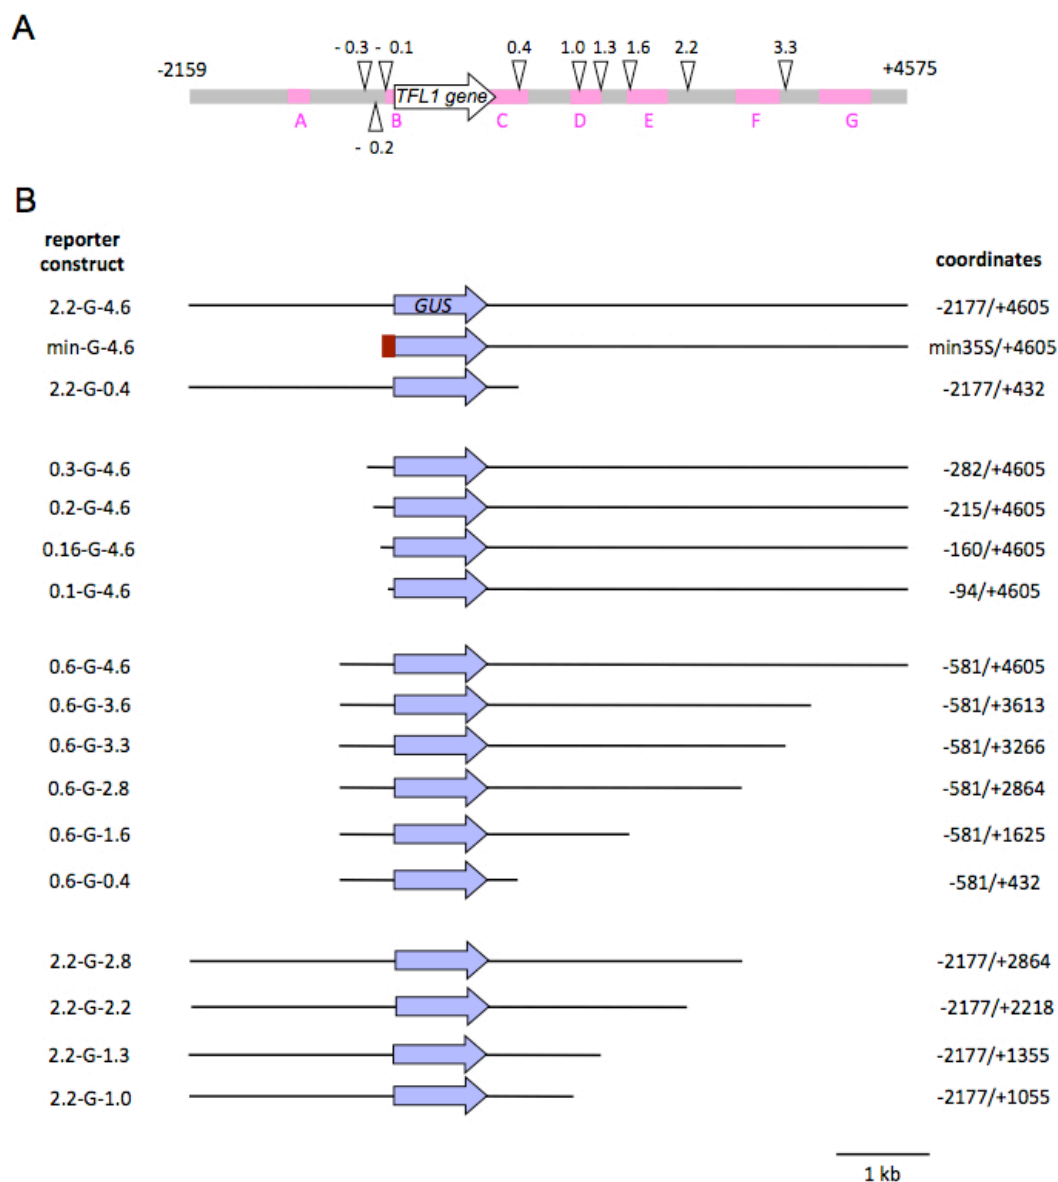 A
- 0.3 - 0.1 0.4 1.0 1.3 1.6 2.2 3.3
-2159 +4575
TFL1 gene
A B C D E F G
- 0.2
B
reporter
construct
coordinates
2.2-G-4.6 GUS -2177/+4605
min-G-4.6 min35S/+4605
2.2-G-0.4 -2177/+432
0.3-G-4.6 -282/+4605
0.2-G-4.6 -215/+4605
0.16-G-4.6 -160/+4605
0.1-G-4.6 -94/+4605
0.6-G-4.6 -581/+4605
0.6-G-3.6 -581/+3613
0.6-G-3.3 -581/+3266
0.6-G-2.8 -581/+2864
0.6-G-1.6 -581/+1625
0.6-G-0.4 -581/+432
2.2-G-2.8 -2177/+2864
2.2-G-2.2 -2177/+2218
2.2-G-1.3 -2177/+1355
2.2-G-1.0 -2177/+1055
1 kb